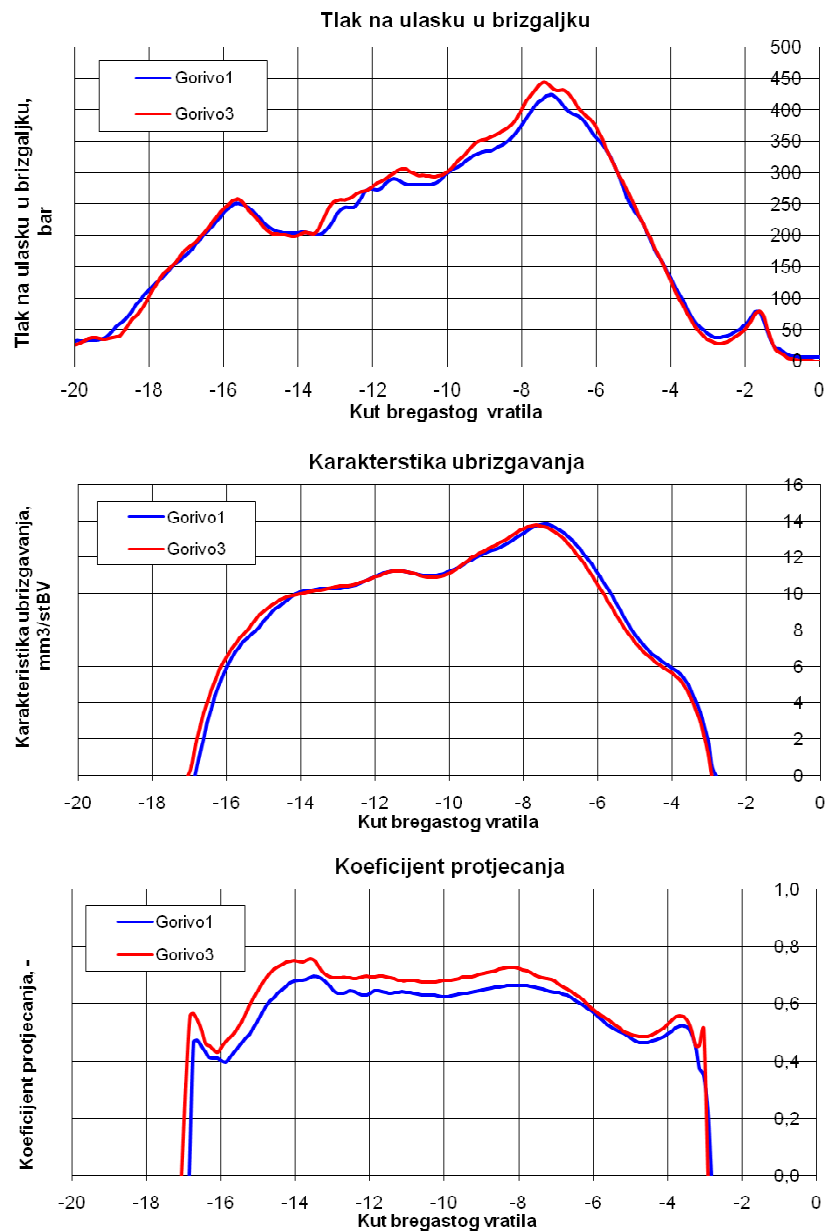 Tlak na ulasku u brizgaljku
Tlak na ulasku u brizgaljku,
bar
Gorivo1
Gorivo3
500
450
400
350
300
250
200
150
100
50
0
-20 -18 -16 -14 -12 -10 -8 -6 -4 -2 0
Kut bregastog vratila
Karakterstika ubrizgavanja
Karakteristika ubrizgavanja,
mm3/stBV
Gorivo1
Gorivo3
16
14
12
10
8
6
4
2
0
-20 -18 -16 -14 -12 -10 -8 -6 -4 -2 0
Kut bregastog vratila
Koeficijent protjecanja
Koeficijent protjecanja, -
Gorivo1
Gorivo3
1,0
0,8
0,6
0,4
0,2
0,0
-20 -18 -16 -14 -12 -10 -8 -6 -4 -2 0
Kut bregastog vratila